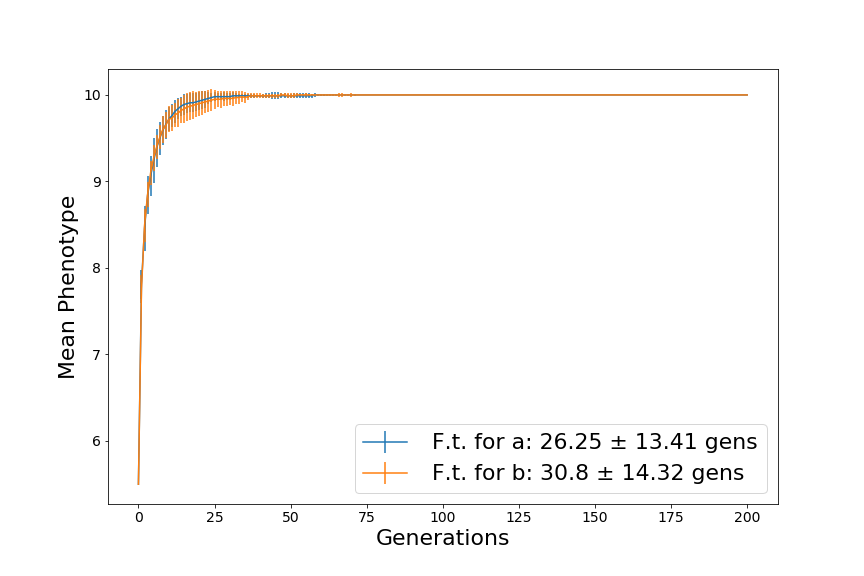 10
9
8
7
6
Mean Phenotype
F.t. for a: 26.25 ± 13.41 gens
F.t. for b: 30.8 ± 14.32 gens
0 25 50 75 100 125 150 175 200
Generations